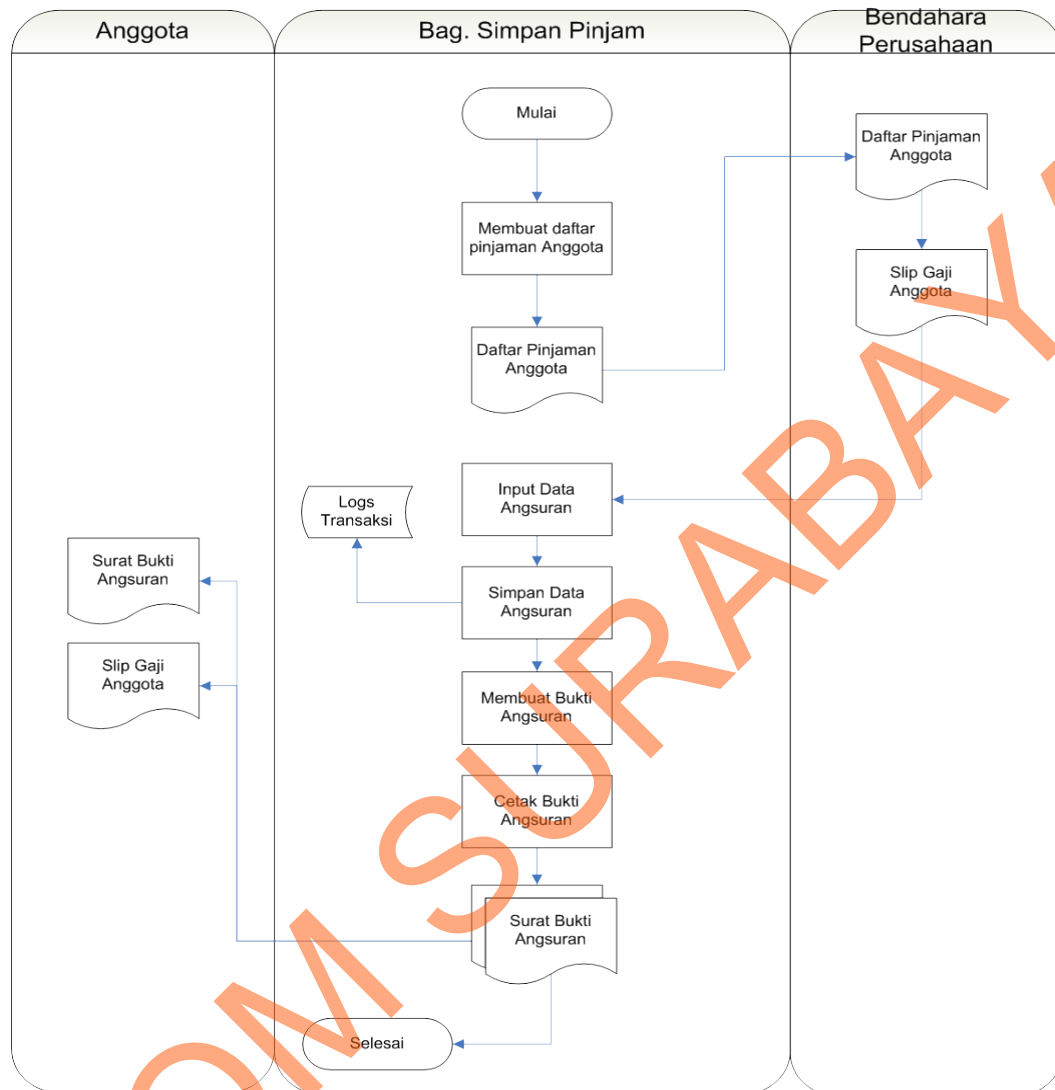 Anggota
Bag. Simpan Pinjam
Bendahara
Perusahaan
Mulai
Daftar Pinjaman
Anggota
Membuat daftar
pinjaman Anggota
Slip Gaji
Anggota
Daftar Pinjaman
Anggota
Input Data
Angsuran
Logs
Transaksi
Surat Bukti
Angsuran
Simpan Data
Angsuran
Slip Gaji
Anggota
Membuat Bukti
Angsuran
Cetak Bukti
Angsuran
Surat Bukti
Angsuran
Selesai
OM SURABAYA